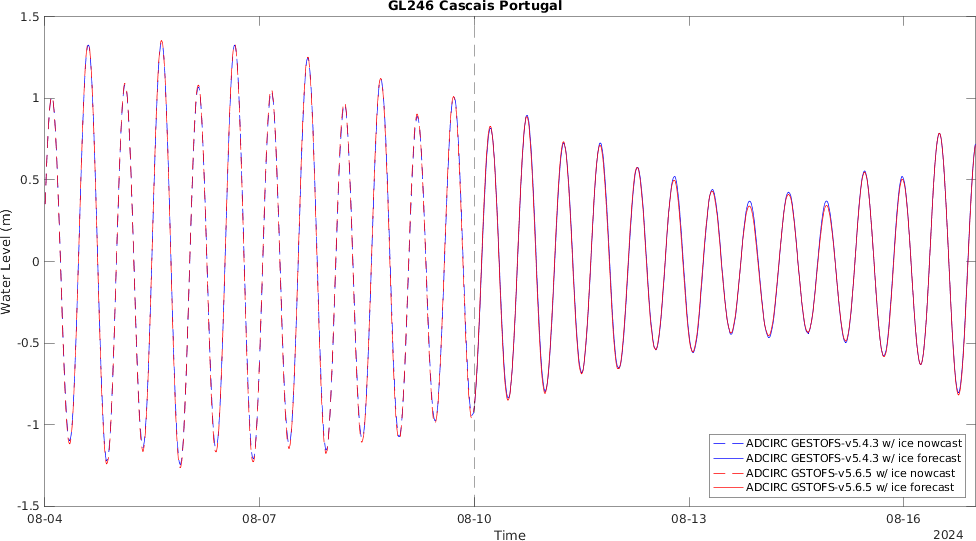 GL246 Cascais Portugal
Water Level (m)
1.5
1
0.5
0
-0.5
-1
-1.5
08-04
08-07
08-10
08-13
08-16
Time
2024
ADCIRC GESTOFS-v5.4.3 w/ ice nowcast
ADCIRC GESTOFS-v5.4.3 w/ ice forecast
ADCIRC GSTOFS-v5.6.5 w/ ice nowcast
ADCIRC GSTOFS-v5.6.5 w/ ice forecast